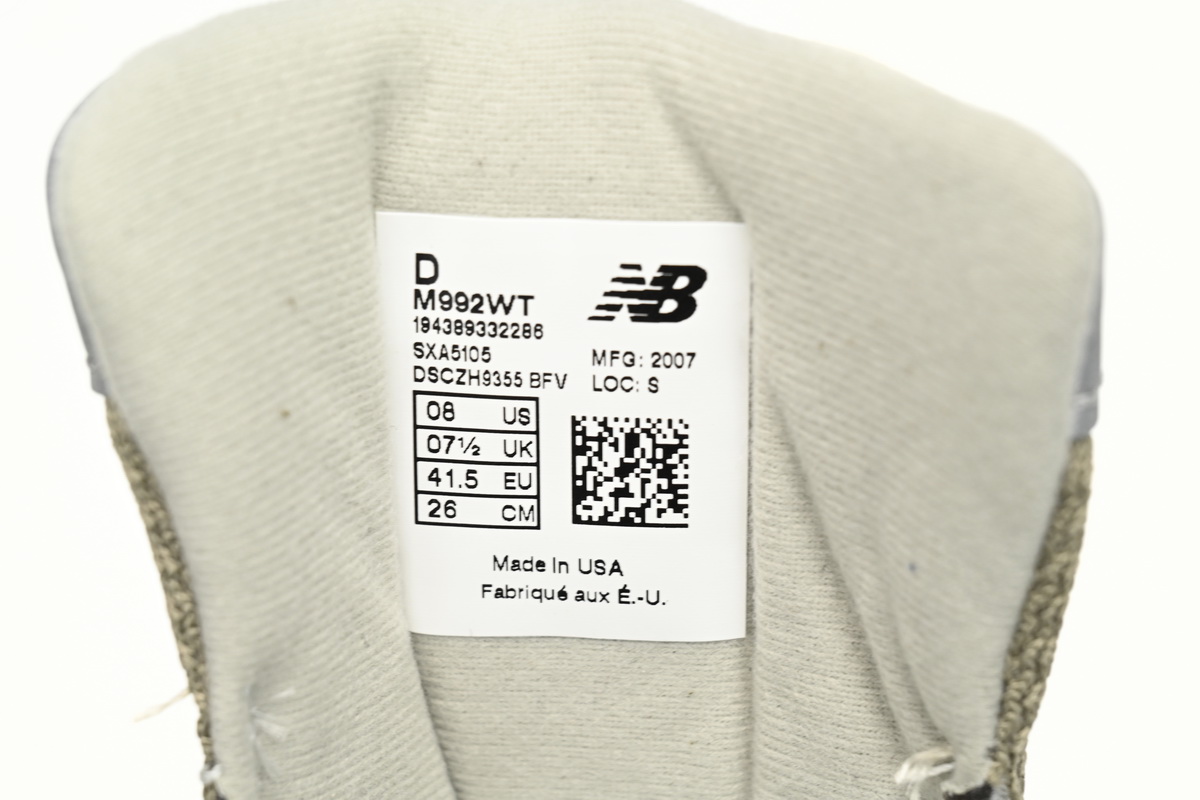 D
M992WT
194389332286
SXA5105
DSCZH9355 BFV
NB
MFG: 2007
LOC: S
08 US
07½ UK
41.5 EU
26 CM
Made In USA
Fabriqué aux É.-U.